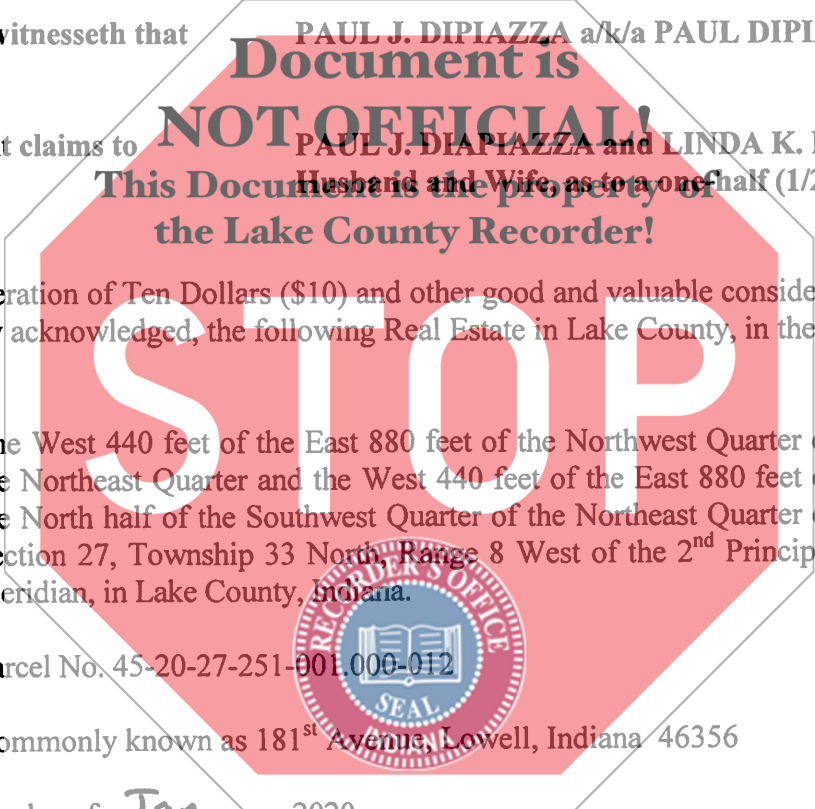 witnesseth that PAUL J. DIPIAZZA a/k/a PAUL DIPI
Document is
NOT OFFICIAL!
t claims to PAUL J. DIAPIAZZA and LINDA K.
Husband and Wife, as to a one-half (1/2
This Document is the property of
the Lake County Recorder!
eration of Ten Dollars ($10) and other good and valuable conside
acknowledged, the following Real Estate in Lake County, in the
STOP
e West 440 feet of the East 880 feet of the Northwest Quarter
e Northeast Quarter and the West 440 feet of the East 880 feet
e North half of the Southwest Quarter of the Northeast Quarter
ection 27, Township 33 North, Range 8 West of the 2nd Princip
eridian, in Lake County, Indiana.
RECORDER'S OFFICE
SEAL
INDIANA
arcel No. 45-20-27-251-001.000-012
ommonly known as 181st Avenue, Lowell, Indiana 46356
Jan 2020